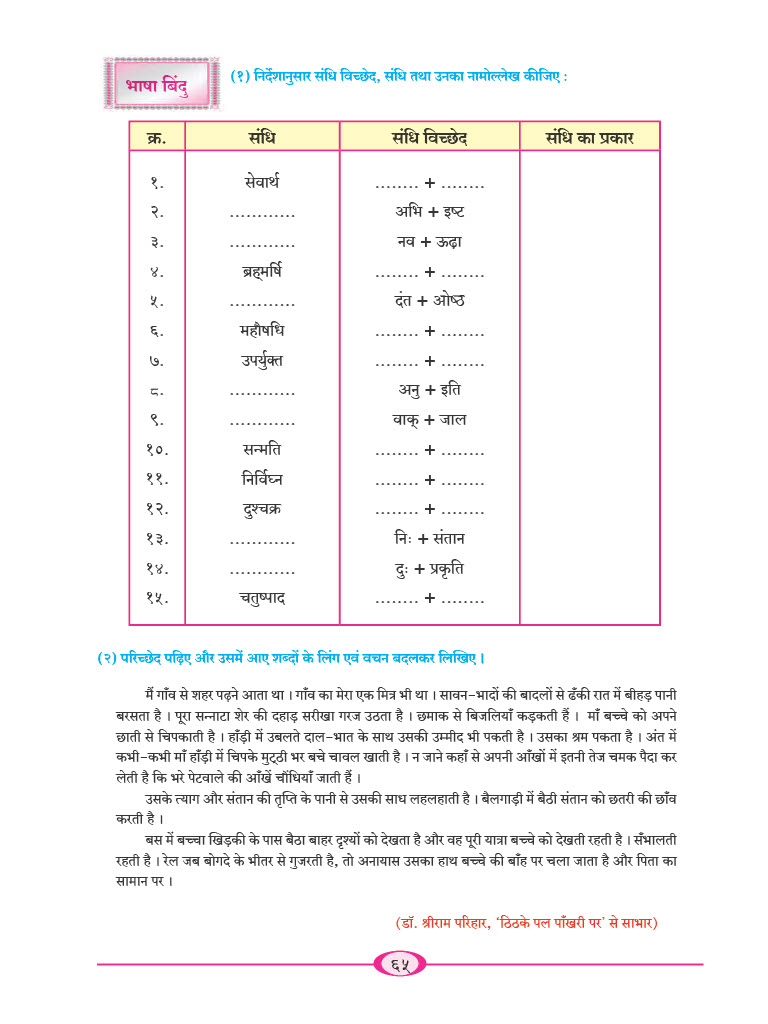 भाषा बिंदु
(१) निर्देशानुसार संधि विच्छेद, संधि तथा उनका नामोल्लेख कीजिए :
क्र. संधि संधि विच्छेद संधि का प्रकार
१. सेवार्थ ........ + ........
२. ............ अभि + इष्ट
३. ............ नव + ऊढ़ा
४. ब्रह्मर्षि ........ + ........
५. ............ दंत + ओष्ठ
६. महौषधि ........ + ........
७. उपर्युक्त ........ + ........
८. ............ अनु + इति
९. ............ वाक् + जाल
१०. सन्मति ........ + ........
११. निर्विघ्न ........ + ........
१२. दुश्चक्र ........ + ........
१३. ............ निः + संतान
१४. ............ दुः + प्रकृति
१५. चतुष्पाद ........ + ........
(२) परिच्छेद पढ़िए और उसमें आए शब्दों के लिंग एवं वचन बदलकर लिखिए ।
मैं गाँव से शहर पढ़ने आता था । गाँव का मेरा एक मित्र भी था । सावन-भादों की बादलों से ढँकी रात में बीहड़ पानी
बरसता है । पूरा सन्नाटा शेर की दहाड़ सरीखा गरज उठता है । छमाक से बिजलियाँ कड़कती हैं । माँ बच्चे को अपने
छाती से चिपकाती है । हाँड़ी में उबलते दाल-भात के साथ उसकी उम्मीद भी पकती है । उसका श्रम पकता है । अंत में
कभी-कभी माँ हाँड़ी में चिपके मुट्ठी भर बचे चावल खाती है । न जाने कहाँ से अपनी आँखों में इतनी तेज चमक पैदा कर
लेती है कि भरे पेटवाले की आँखें चौंधियाँ जाती हैं ।
उसके त्याग और संतान की तृप्ति के पानी से उसकी साध लहलहाती है । बैलगाड़ी में बैठी संतान को छतरी की छाँव
करती है ।
बस में बच्चा खिड़की के पास बैठा बाहर दृश्यों को देखता है और वह पूरी यात्रा बच्चे को देखती रहती है । सँभालती
रहती है । रेल जब बोगदे के भीतर से गुजरती है, तो अनायास उसका हाथ बच्चे की बाँह पर चला जाता है और पिता का
सामान पर ।
(डॉ. श्रीराम परिहार, ‘ठिठके पल पाँखरी पर’ से साभार)
६५